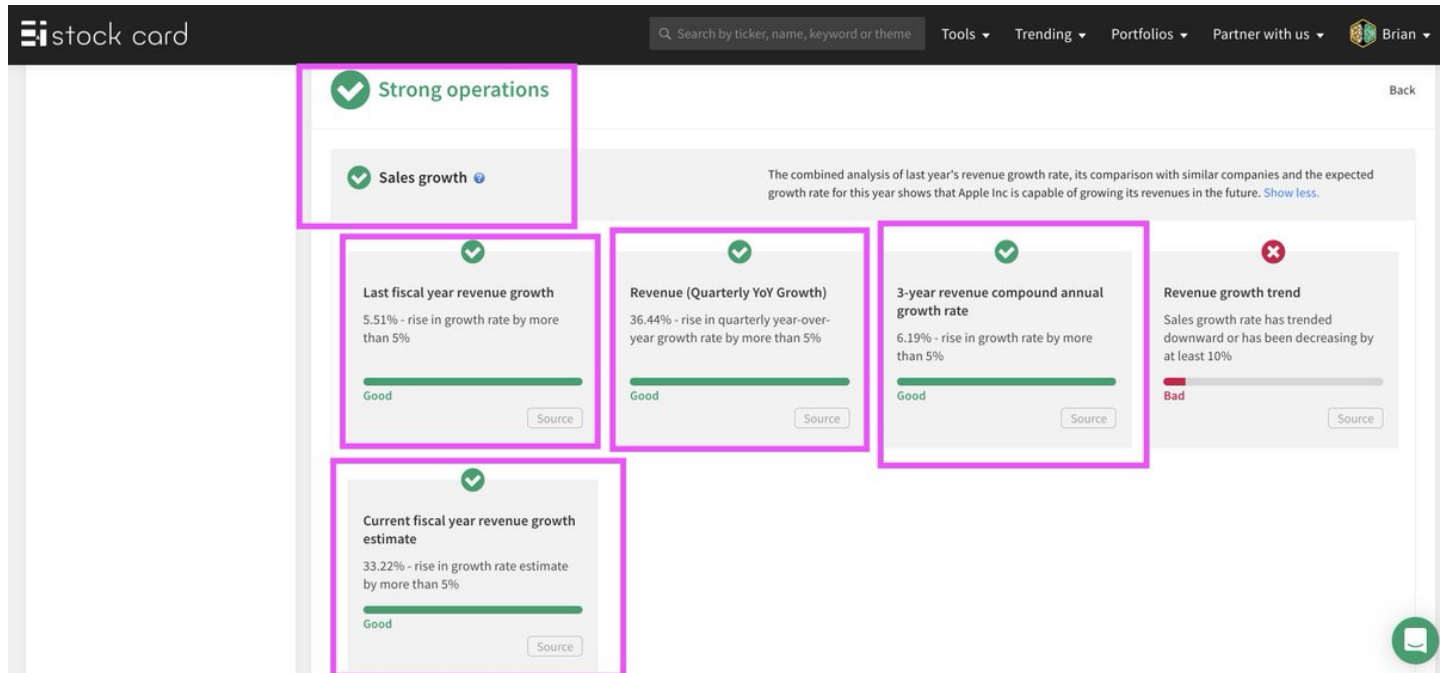 stock card
Search by ticker, name, keyword or theme
Tools
Trending
Portfolios
Partner with us
Brian
Strong operations
Back
Sales growth ?
The combined analysis of last year's revenue growth rate, its comparison with similar companies and the expected
growth rate for this year shows that Apple Inc is capable of growing its revenues in the future. Show less.
Last fiscal year revenue growth
5.51% - rise in growth rate by more
than 5%
Good
Source
Revenue (Quarterly YoY Growth)
36.44% - rise in quarterly year-over-
year growth rate by more than 5%
Good
Source
3-year revenue compound annual
growth rate
6.19% - rise in growth rate by more
than 5%
Good
Source
Revenue growth trend
Sales growth rate has trended
downward or has been decreasing by
at least 10%
Bad
Source
Current fiscal year revenue growth
estimate
33.22% - rise in growth rate estimate
by more than 5%
Good
Source